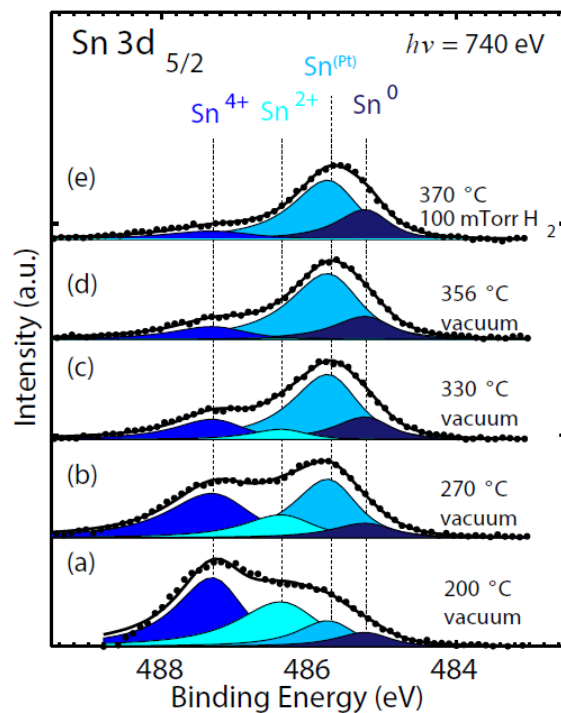 Sn 3d 5/2
hν = 740 eV
Sn(Pt)
Sn 4+
Sn 2+
Sn 0
(e)
370 °C
100 mTorr H 2
(d)
356 °C
vacuum
(c)
330 °C
vacuum
(b)
270 °C
vacuum
(a)
200 °C
vacuum
Intensity (a.u.)
488
486
484
Binding Energy (eV)